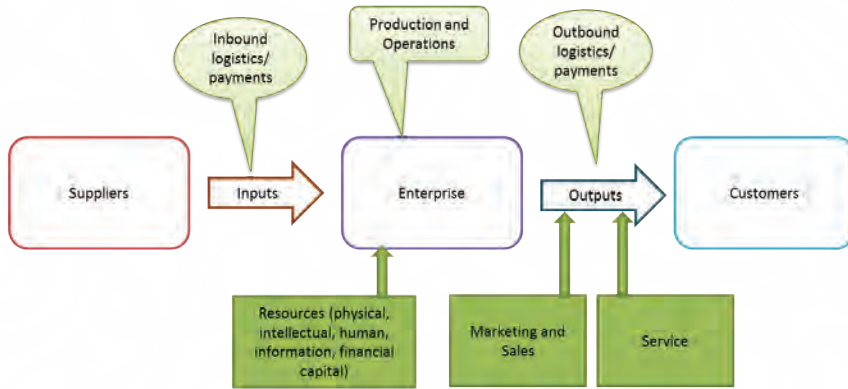 Inbound
logistics/
payments
Production and
Operations
Outbound
logistics/
payments
Suppliers
Inputs
Enterprise
Outputs
Customers
Resources (physical,
intellectual, human,
information, financial
capital)
Marketing and
Sales
Service